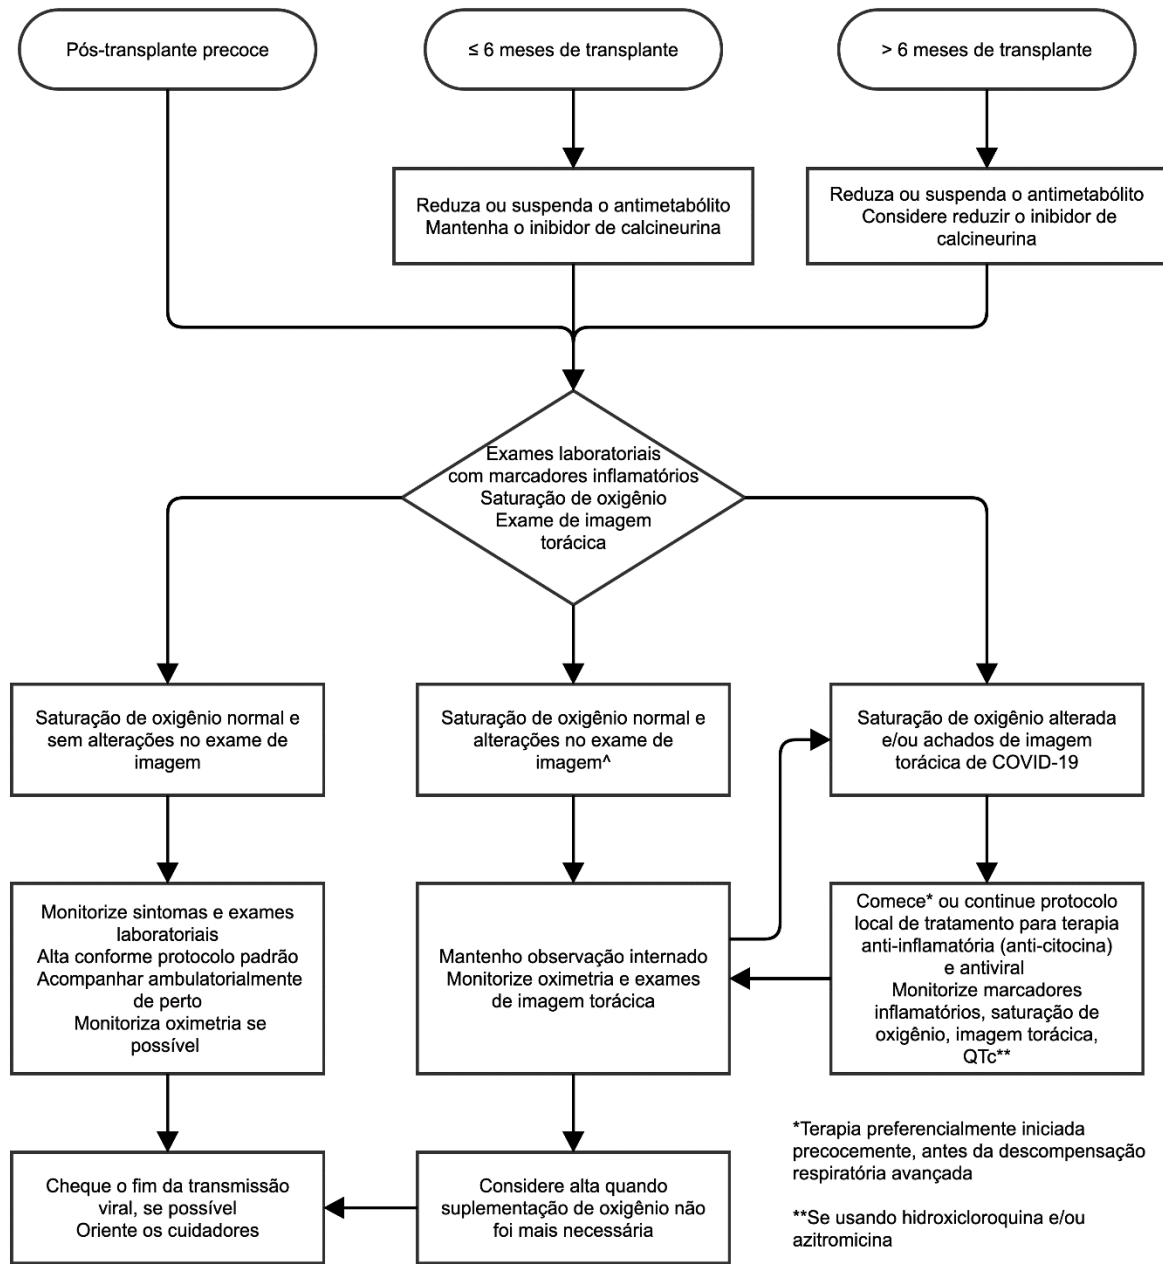 Pós-transplante precoce
≤ 6 meses de transplante
> 6 meses de transplante
Reduza ou suspenda o antimetabólito
Mantenha o inibidor de calcineurina
Reduza ou suspenda o antimetabólito
Considere reduzir o inibidor de
calcineurina
Exames laboratoriais
com marcadores inflamatórios
Saturação de oxigênio
Exame de imagem
torácica
Saturação de oxigênio normal e
sem alterações no exame de
imagem
Saturação de oxigênio normal e
alterações no exame de
imagem^
Saturação de oxigênio alterada
e/ou achados de imagem
torácica de COVID-19
Monitorize sintomas e exames
laboratoriais
Alta conforme protocolo padrão
Acompanhar ambulatorialmente
de perto
Monitoriza oximetria se
possível
Mantenho observação internado
Monitorize oximetria e exames
de imagem torácica
Comece* ou continue protocolo
local de tratamento para terapia
anti-inflamatória (anti-citocina)
e antiviral
Monitorize marcadores
inflamatórios, saturação de
oxigênio, imagem torácica,
QTc**
Cheque o fim da transmissão
viral, se possível
Oriente os cuidadores
Considere alta quando
suplementação de oxigênio não
foi mais necessária
*Terapia preferencialmente iniciada
precocemente, antes da descompensação
respiratória avançada
**Se usando hidroxicloroquina e/ou
azitromicina